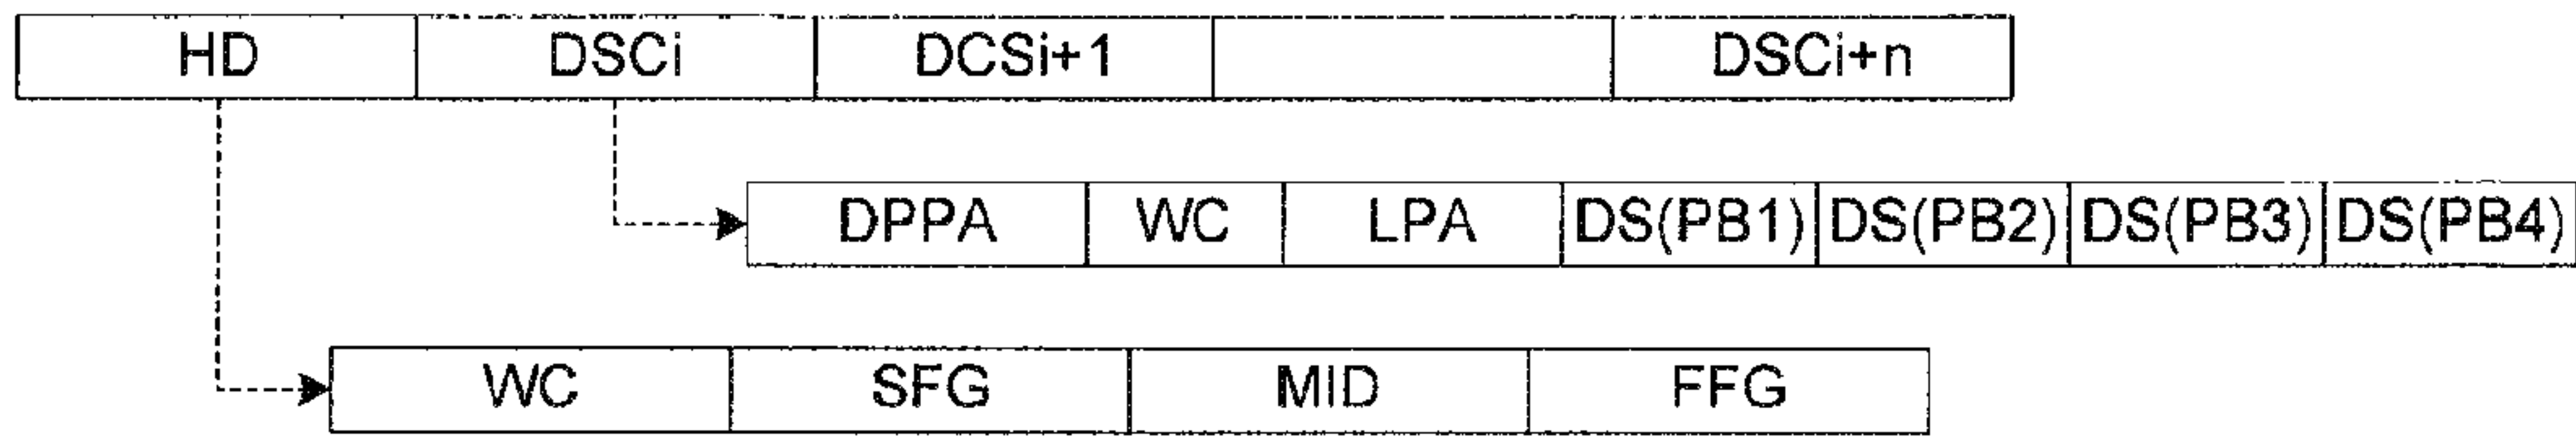 HD DSCi DCSi+1 DSCi+n
DPPA WC LPA DS(PB1) DS(PB2) DS(PB3) DS(PB4)
WC SFG MID FFG